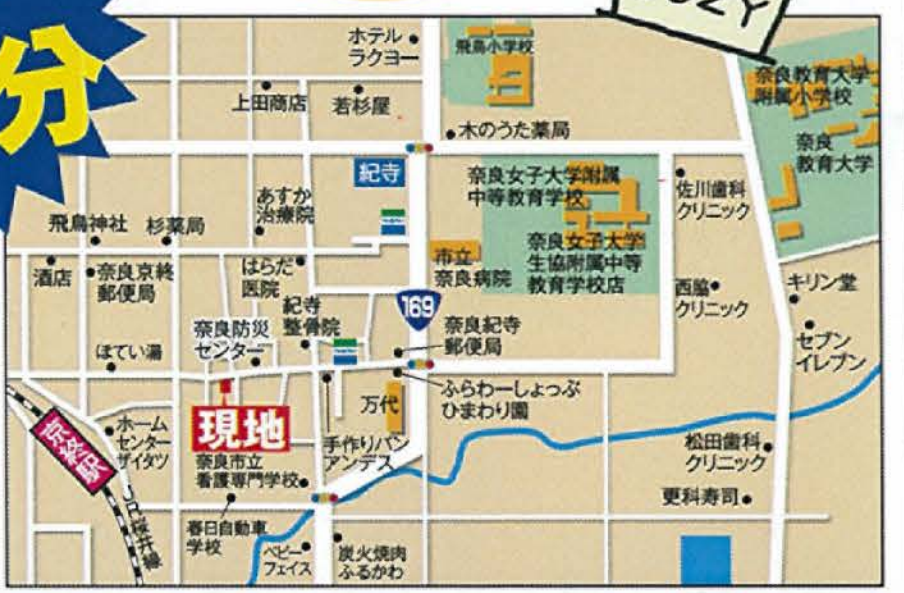 分
ホテル
ラクヨー
飛鳥小学校
奈良教育大学
附属小学校
上田商店
若杉屋
木のうた薬局
奈良
教育大学
紀寺
奈良女子大学附属
中等教育学校
佐川歯科
クリニック
あすか
治療院
飛鳥神社
杉薬局
市立
奈良病院
奈良女子大学
生協附属中等
教育学校店
酒店
奈良京終
郵便局
はらだ
医院
西脇
クリニック
キリン堂
紀寺
整骨院
169
奈良防災
センター
奈良紀寺
郵便局
セブン
イレブン
ほてい湯
ふらわーしょっぷ
ひまわり園
万代
現地
京終駅
ホーム
センター
ザイタツ
手作りパン
アンデス
松田歯科
クリニック
奈良市立
看護専門学校
更科寿司
JR桜井線
春日自動車
学校
ベビー
フェイス
炭火焼肉
ふるかわ